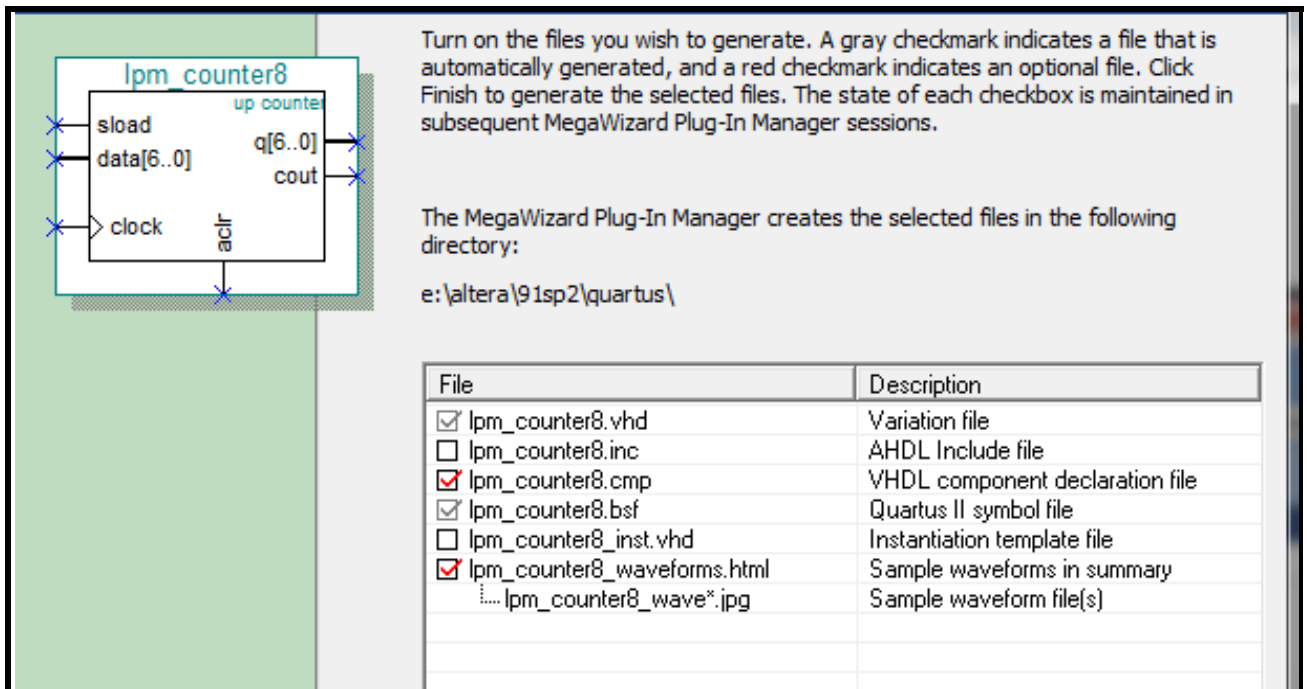 lpm_counter8
up counter
sload
data[6..0]
q[6..0]
cout
clock
aclr
Turn on the files you wish to generate. A gray checkmark indicates a file that is
automatically generated, and a red checkmark indicates an optional file. Click
Finish to generate the selected files. The state of each checkbox is maintained in
subsequent MegaWizard Plug-In Manager sessions.
The MegaWizard Plug-In Manager creates the selected files in the following
directory:
e:\altera\91sp2\quartus\
File Description
lpm_counter8.vhd Variation file
lpm_counter8.inc AHDL Include file
lpm_counter8.cmp VHDL component declaration file
lpm_counter8.bsf Quartus II symbol file
lpm_counter8_inst.vhd Instantiation template file
lpm_counter8_waveforms.html Sample waveforms in summary
lpm_counter8_wave*.jpg Sample waveform file(s)